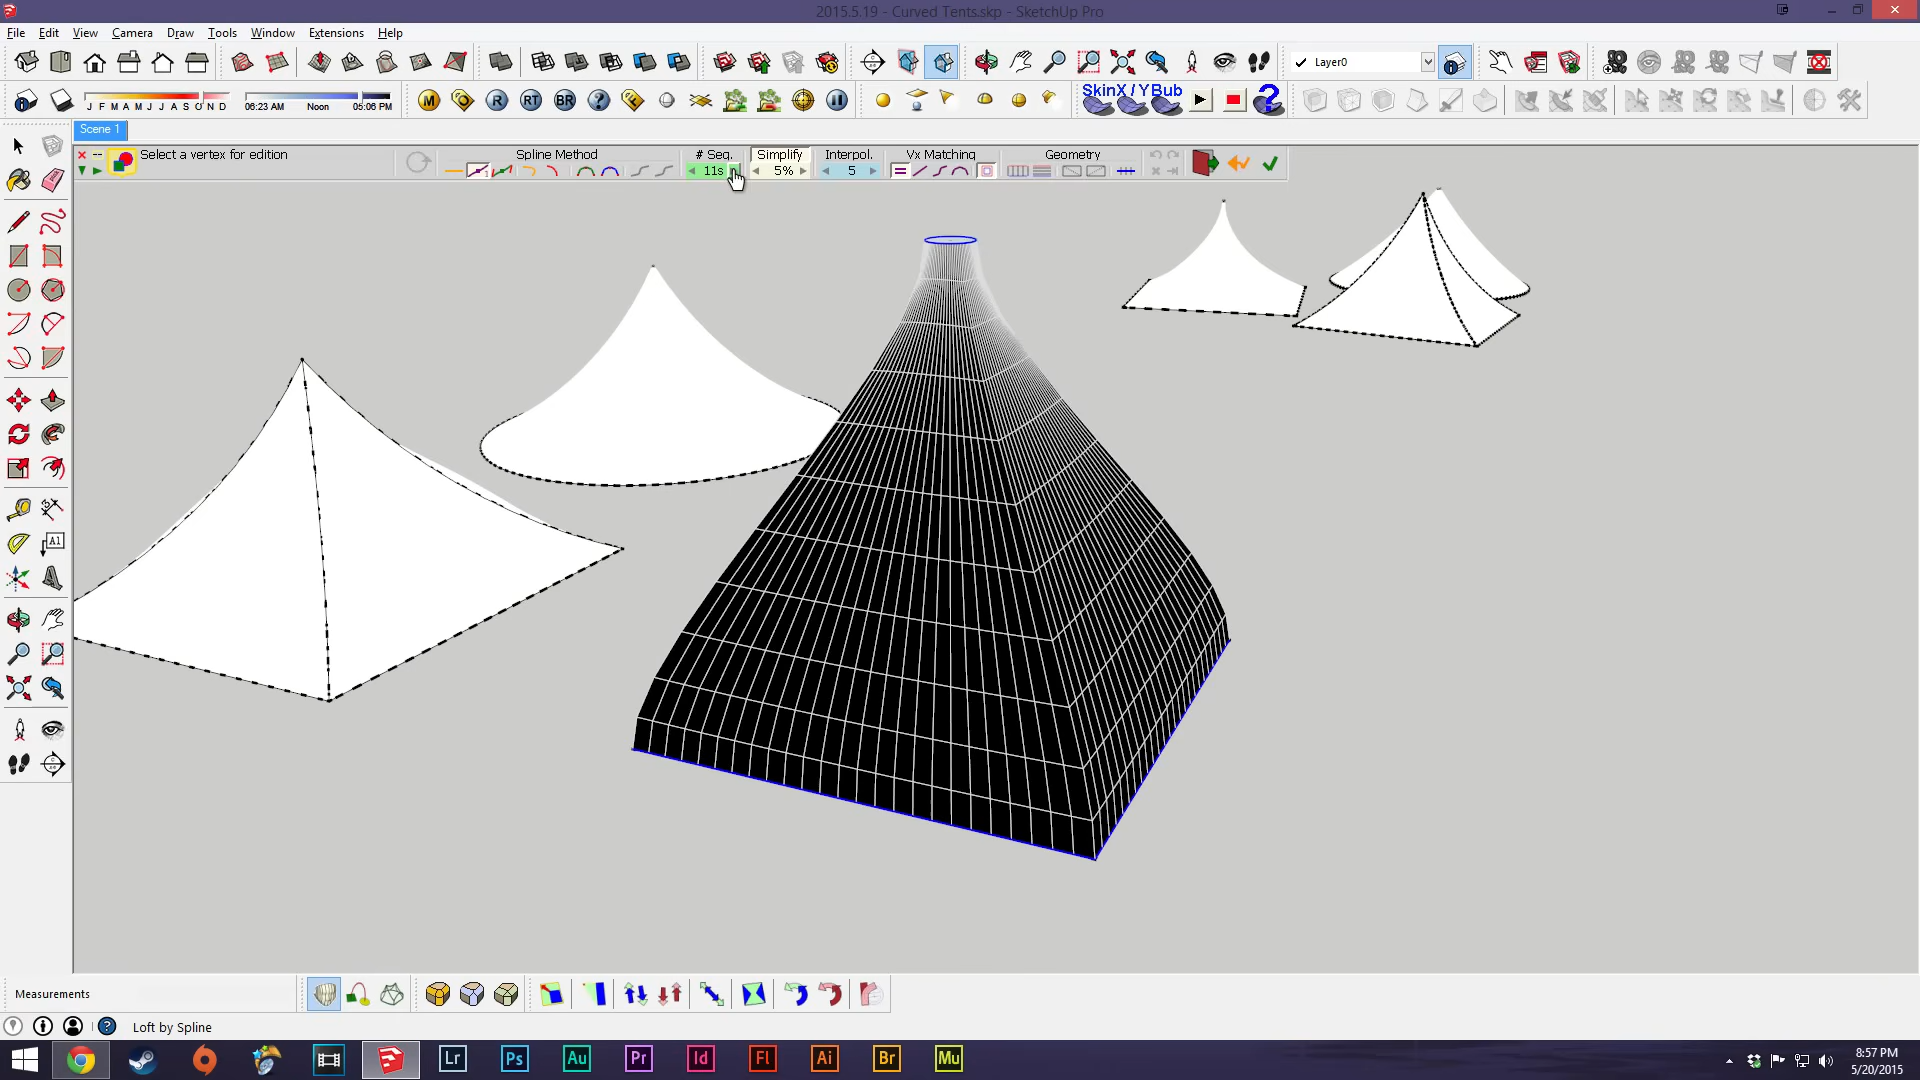 2015.5.19 - Curved Tents.skp - SketchUp Pro
File Edit View Camera Draw Tools Window Extensions Help
Layer0
J F M A M J J A S O N D 06:23 AM Noon 05:06 PM
M R RT BR ?
SkinX / YBub ?
Scene 1
Select a vertex for edition
Spline Method # Seg. Simplify Interpol. Vx Matching Geometry
11s 5% 5
A1
Measurements
Loft by Spline
Lr Ps Au Pr Id Fl Ai Br Mu
8:57 PM
5/20/2015